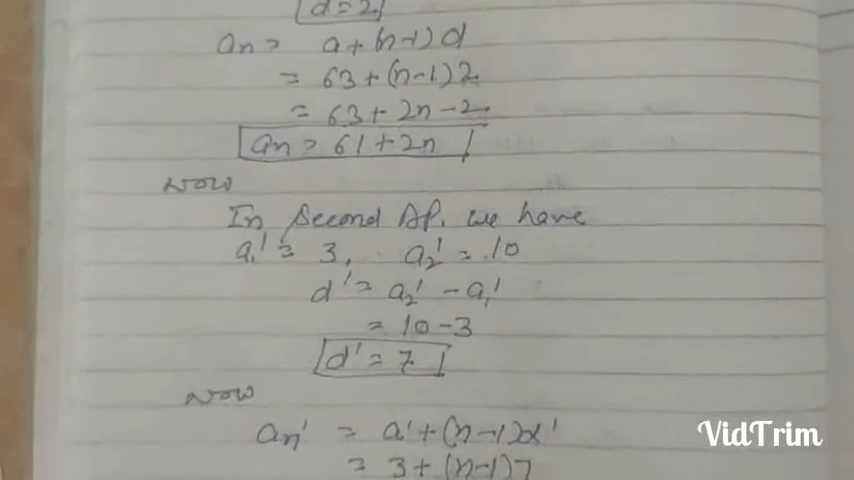 d = 2
an = a + (n-1) d
= 63 + (n-1) 2
= 63 + 2n - 2
an = 61 + 2n
Now
In Second AP. we have
a₁' = 3, a₂' = 10
d' = a₂' - a₁'
= 10 - 3
d' = 7
Now
an' = a' + (n-1)d'
= 3 + (n-1) 7
VidTrim